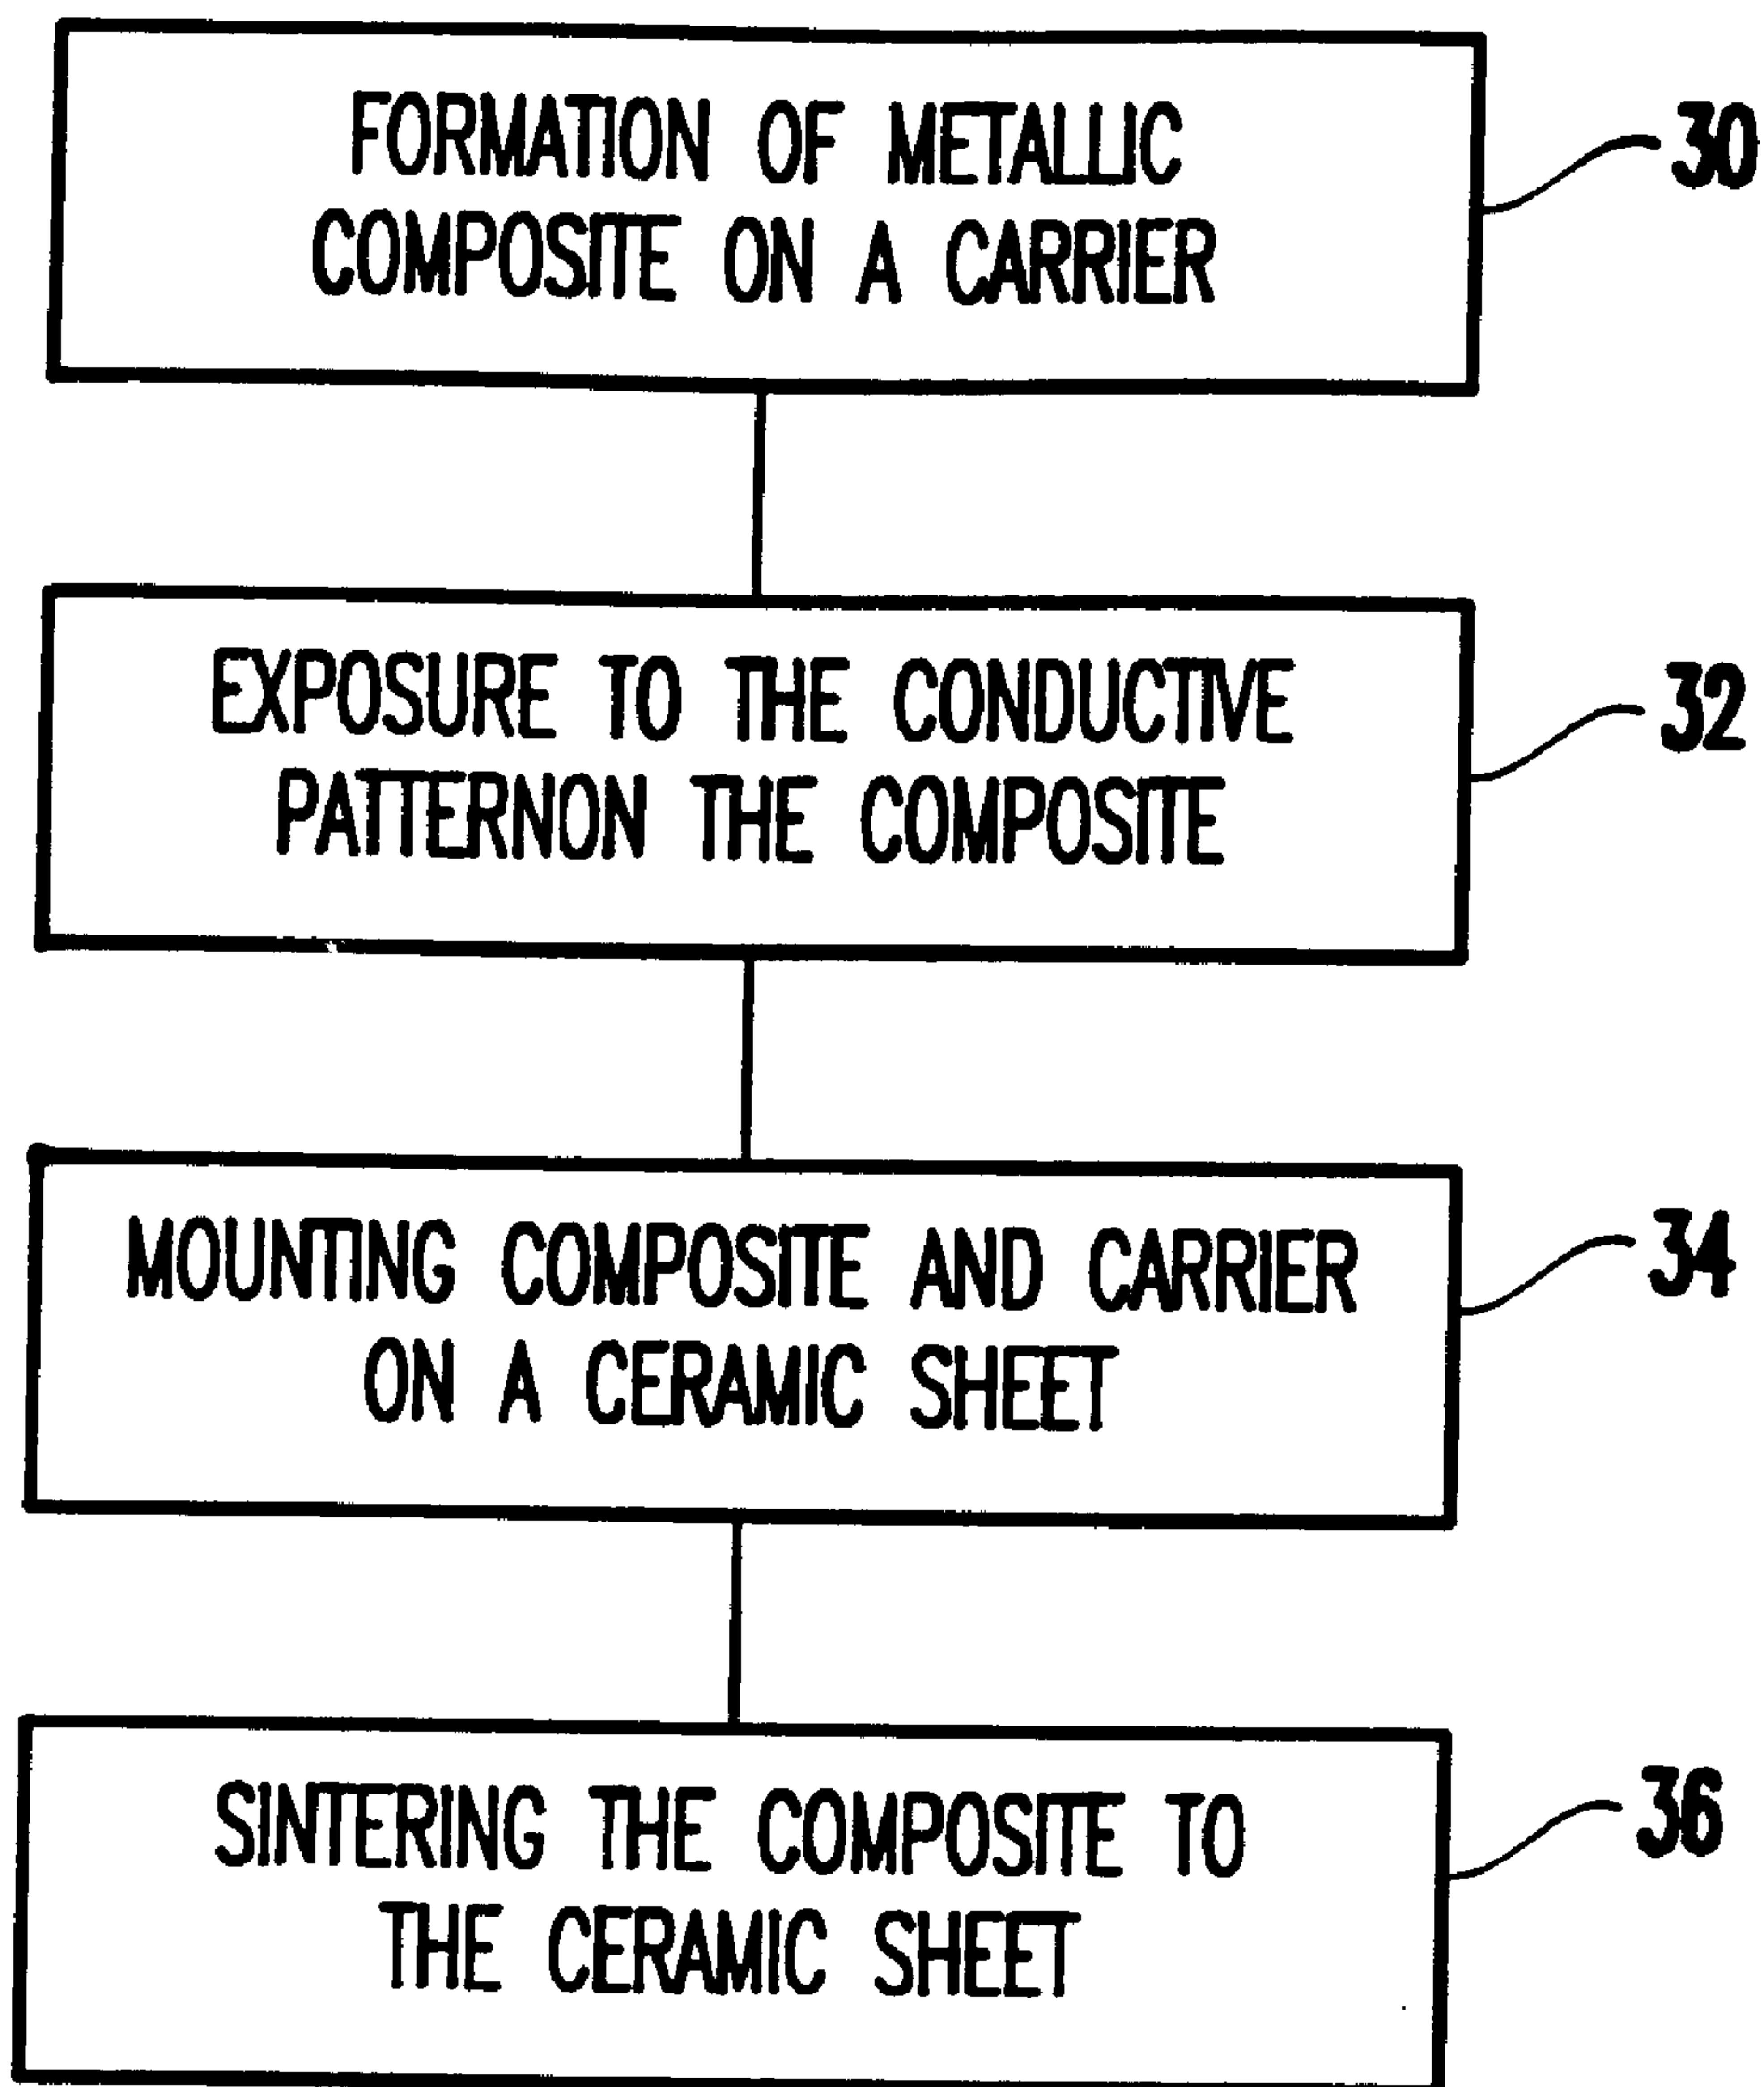 FORMATION OF METALLIC
COMPOSITE ON A CARRIER
30
EXPOSURE TO THE CONDUCTIVE
PATTERNON THE COMPOSITE
32
MOUNTING COMPOSITE AND CARRIER
ON A CERAMIC SHEET
34
SINTERING THE COMPOSITE TO
THE CERAMIC SHEET
36